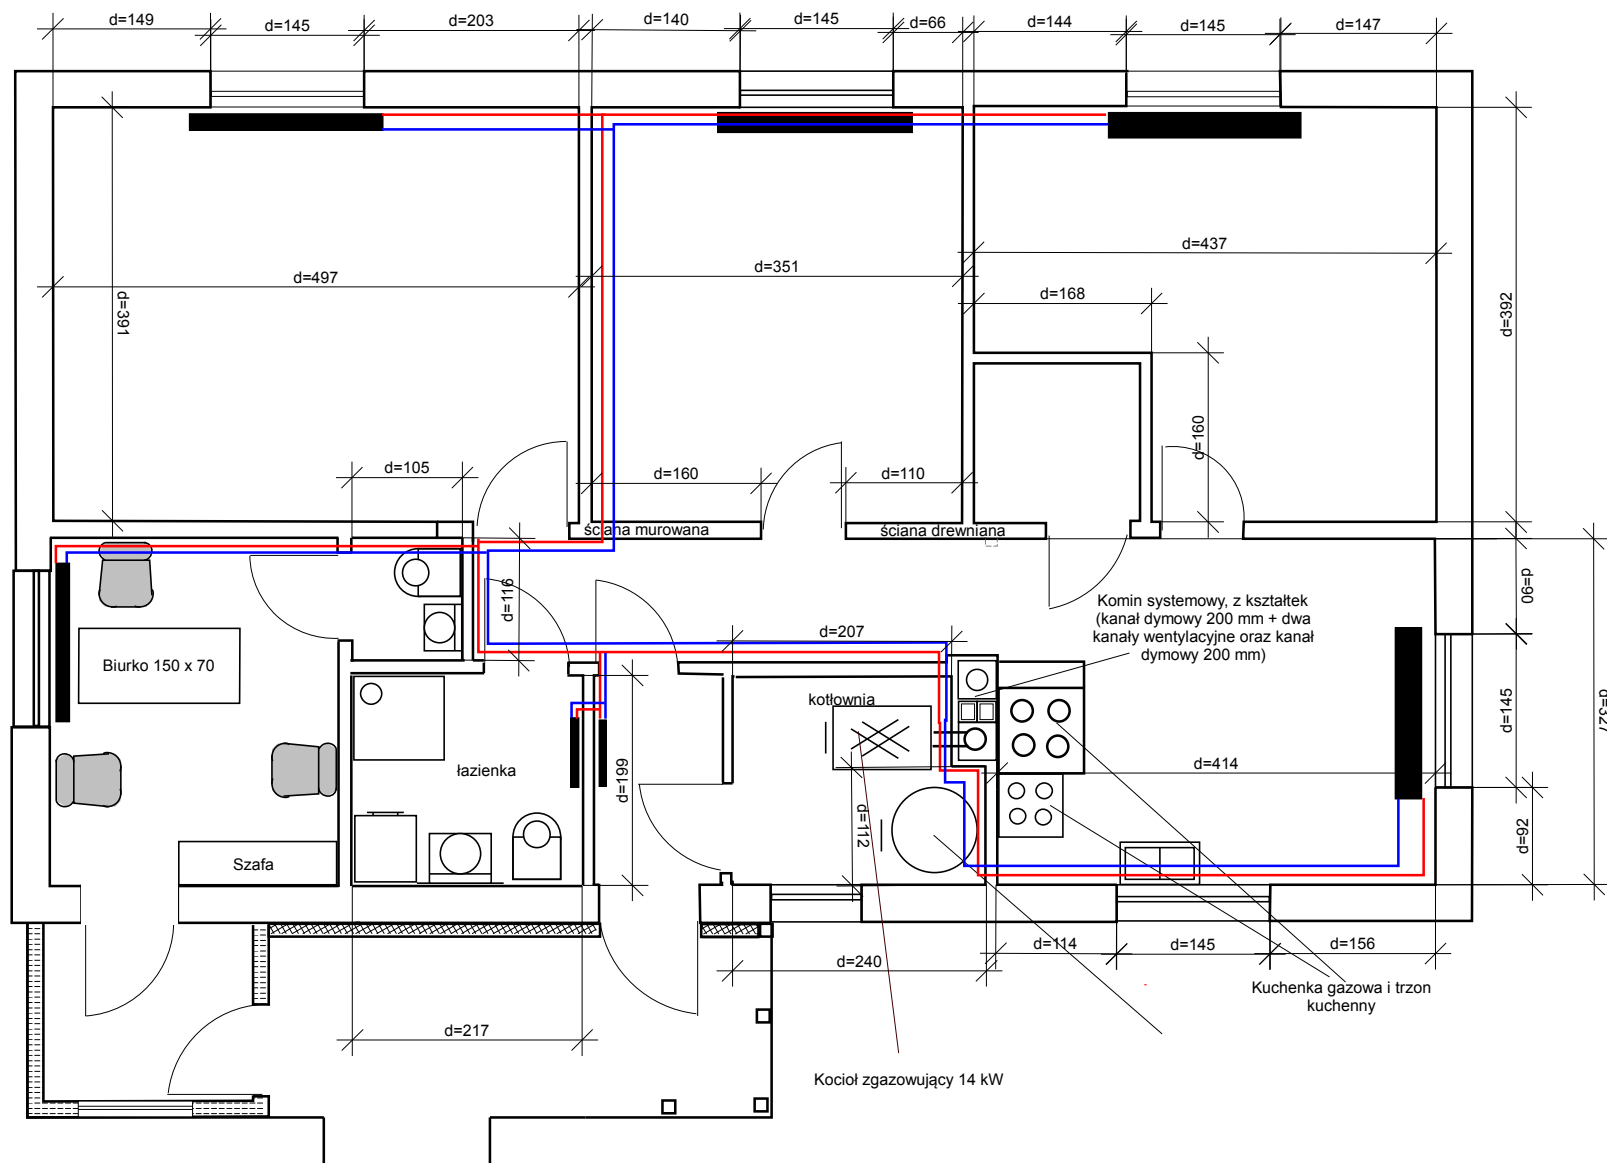 d=149
d=145
d=203
d=140
d=145
d=66
d=144
d=145
d=147
d=497
d=351
d=437
d=168
d=391
d=392
d=160
d=105
d=160
d=110
ściana murowana
ściana drewniana
d=116
d=90
Komin systemowy, z kształtek
(kanał dymowy 200 mm + dwa
kanały wentylacyjne oraz kanał
dymowy 200 mm)
d=207
Biurko 150 x 70
kotłownia
d=145
d=327
łazienka
d=199
d=414
d=112
d=92
Szafa
d=240
d=114
d=145
d=156
Kuchenka gazowa i trzon
kuchenny
d=217
Kocioł zgazowujący 14 kW